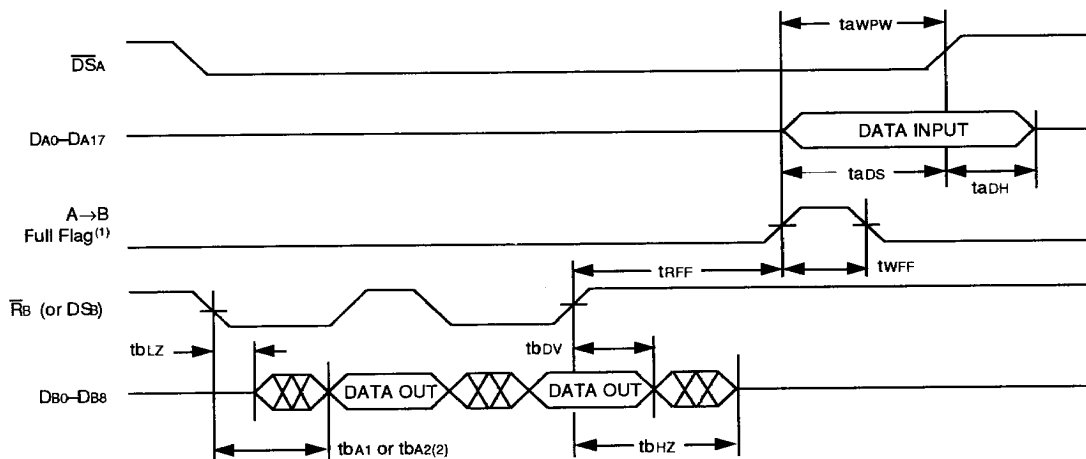 taWPW
DSA
DA0–DA17
DATA INPUT
taDS
taDH
A→B
Full Flag(1)
tRFF
tWFF
RB (or DSB)
tbLZ
tbDV
DB0–DB8
DATA OUT
DATA OUT
tbA1 or tbA2(2)
tbHZ